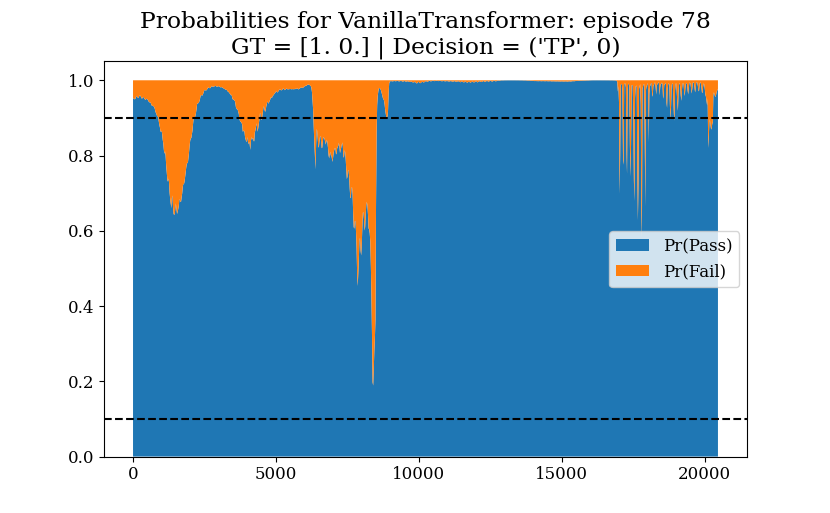 Probabilities for VanillaTransformer: episode 78
GT = [1. 0.] | Decision = ('TP', 0)
1.0
0.8
0.6
0.4
0.2
0.0
Pr(Pass)
Pr(Fail)
0
5000
10000
15000
20000